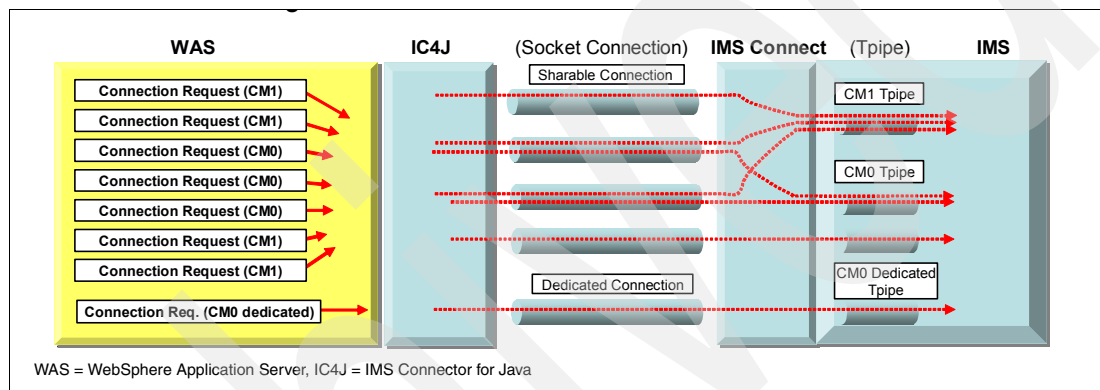 WAS IC4J (Socket Connection) IMS Connect (Tpipe) IMS
Sharable Connection
Connection Request (CM1)
Connection Request (CM1)
Connection Request (CM0)
Connection Request (CM0)
Connection Request (CM0)
Connection Request (CM1)
Connection Request (CM1)
Connection Req. (CM0 dedicated)
Dedicated Connection
CM1 Tpipe
CM0 Tpipe
CM0 Dedicated
Tpipe
WAS = WebSphere Application Server, IC4J = IMS Connector for Java